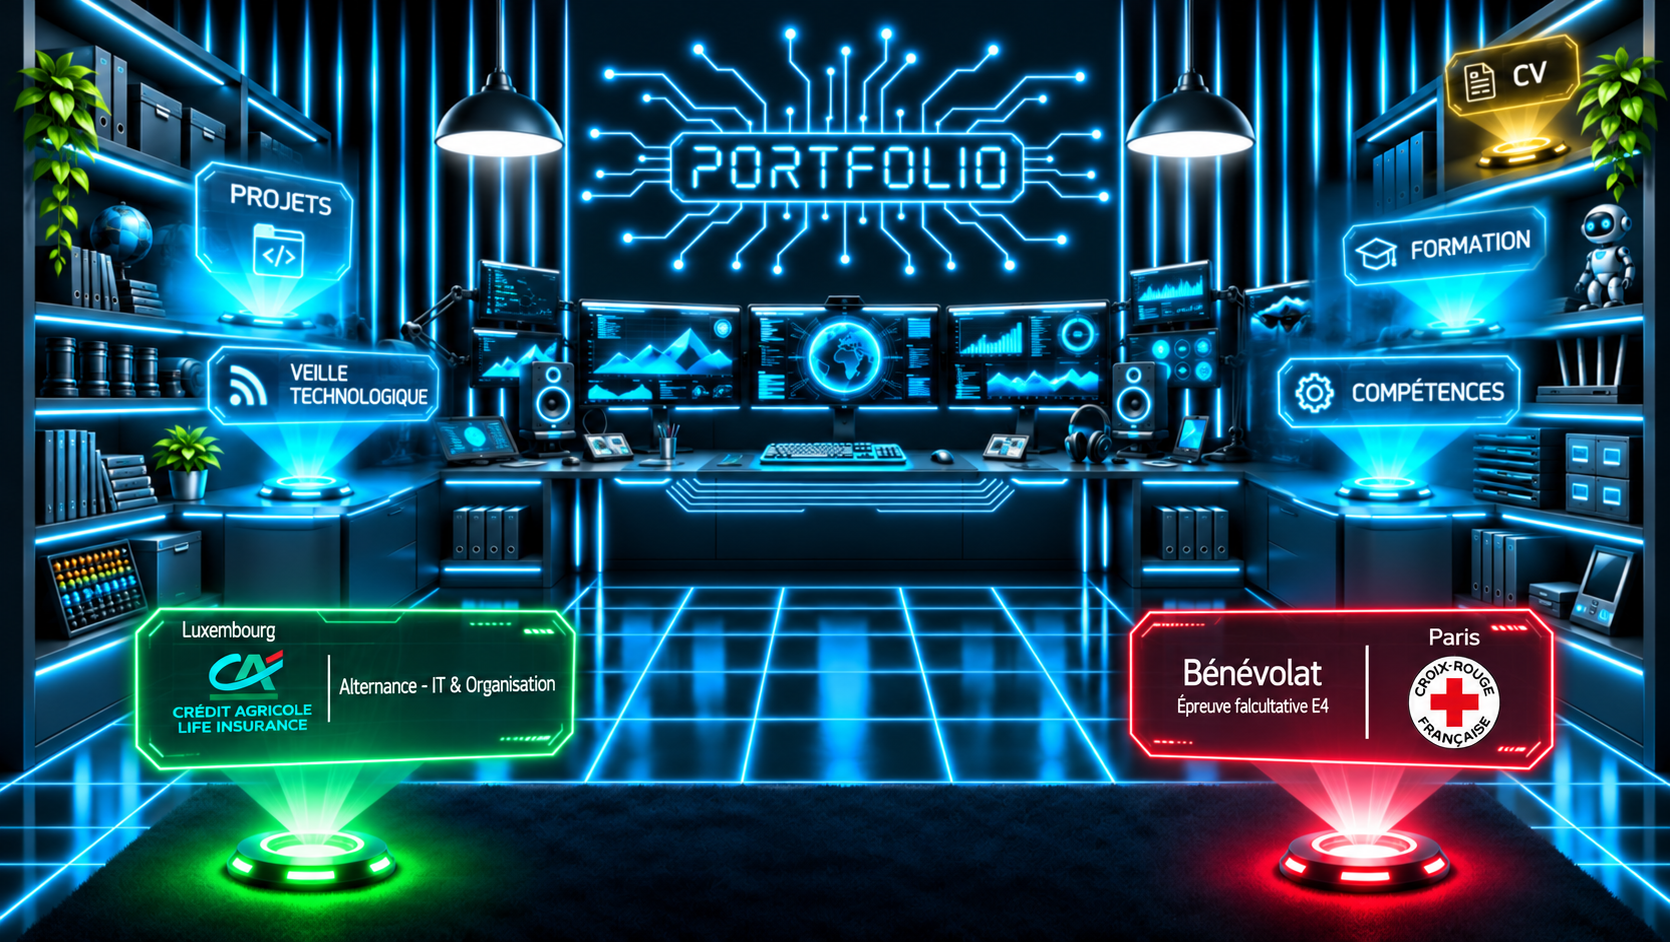 PORTFOLIO
CV
PROJETS
</>
FORMATION
VEILLE
TECHNOLOGIQUE
COMPÉTENCES
Luxembourg
CA
CRÉDIT AGRICOLE
LIFE INSURANCE
Alternance - IT & Organisation
Bénévolat
Épreuve falcultative E4
Paris
CROIX-ROUGE
FRANÇAISE